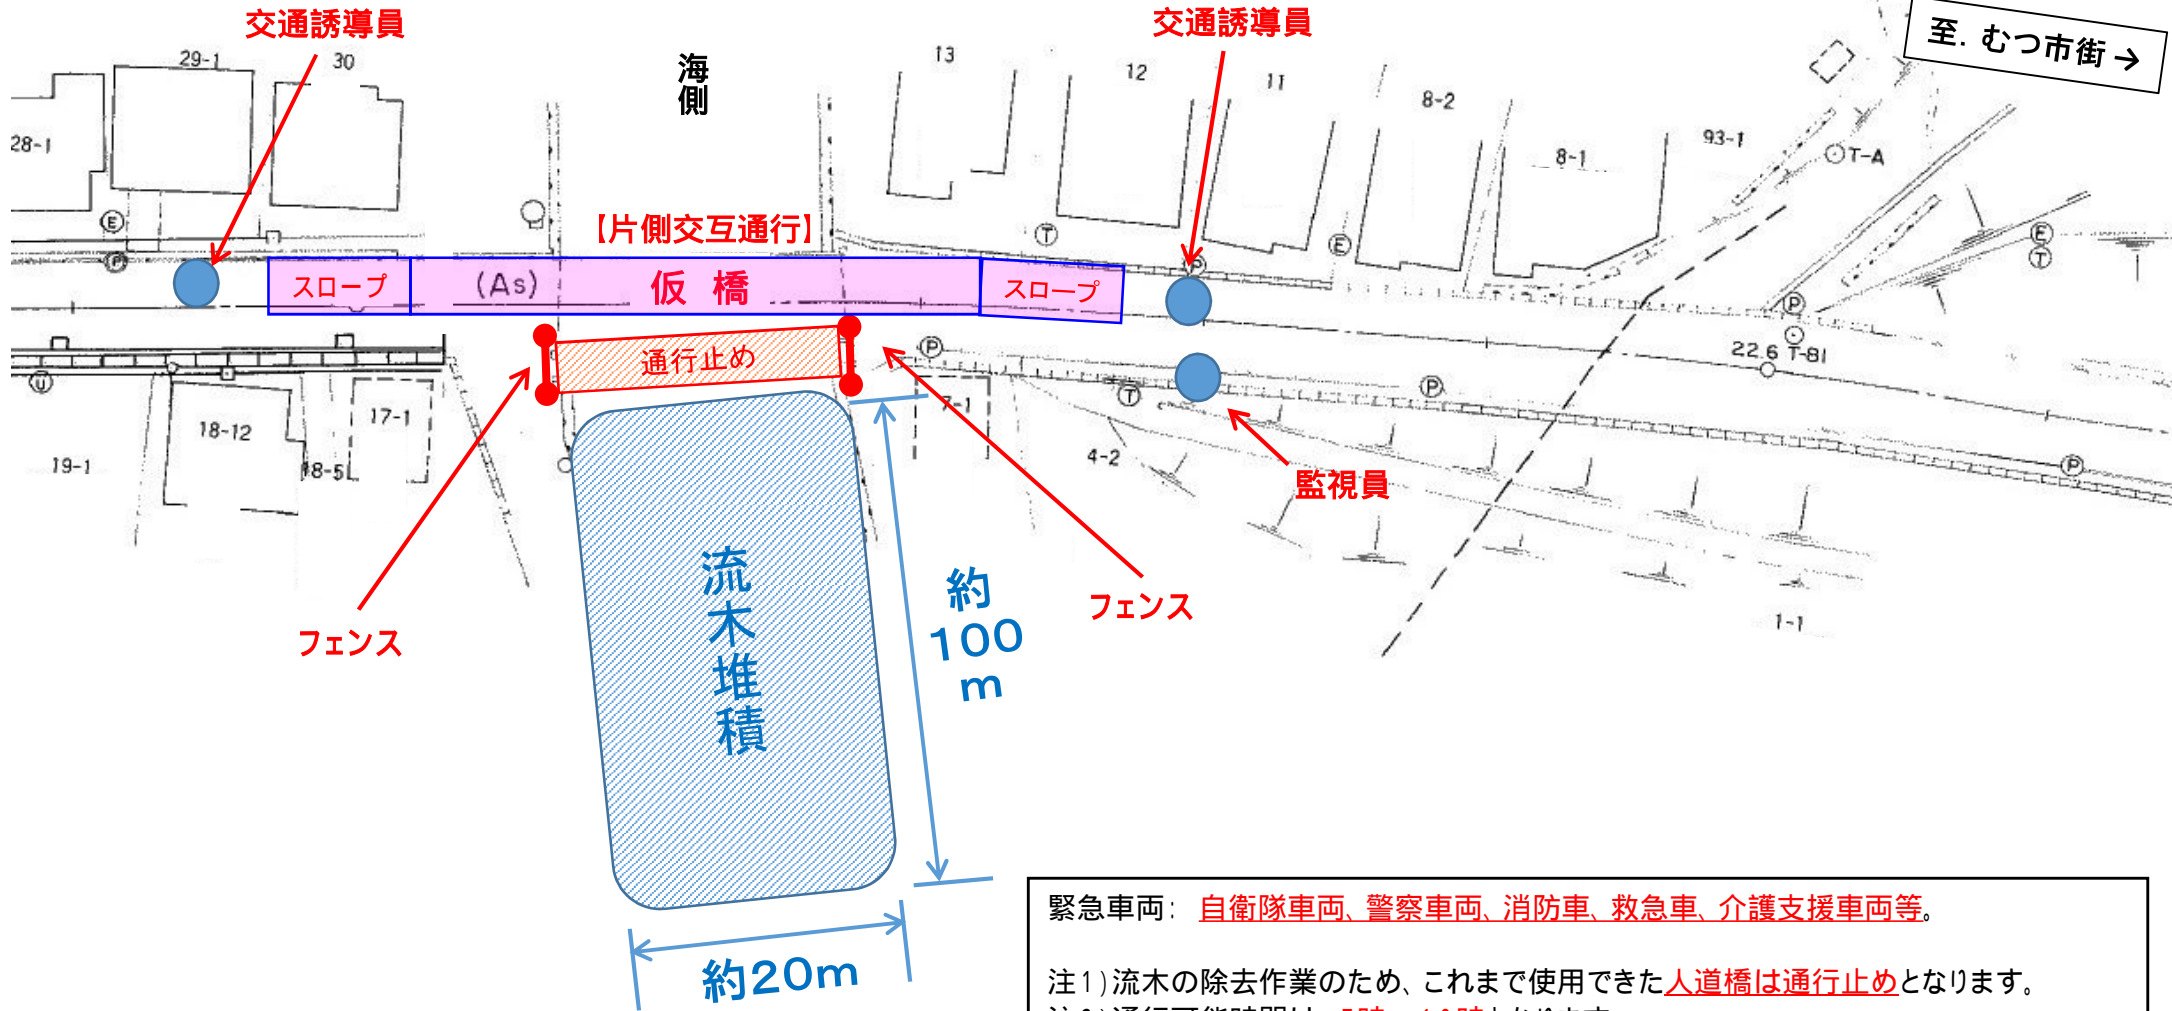 交通誘導員
交通誘導員
至. むつ市街 →
海側
29-1
30
13
12
11
8-2
8-1
93-1
28-1
T-A
E
T
E
E
T
P
P
P
【片側交互通行】
スロープ
(As)
仮 橋
スロープ
通行止め
P
P
T
P
U
22.6 T-81
18-12
17-1
7-1
19-1
18-5
4-2
監視員
フェンス
フェンス
1-1
流木堆積
約
100
m
約20m
緊急車両： 自衛隊車両、警察車両、消防車、救急車、介護支援車両等。
注1)流木の除去作業のため、これまで使用できた人道橋は通行止めとなります。